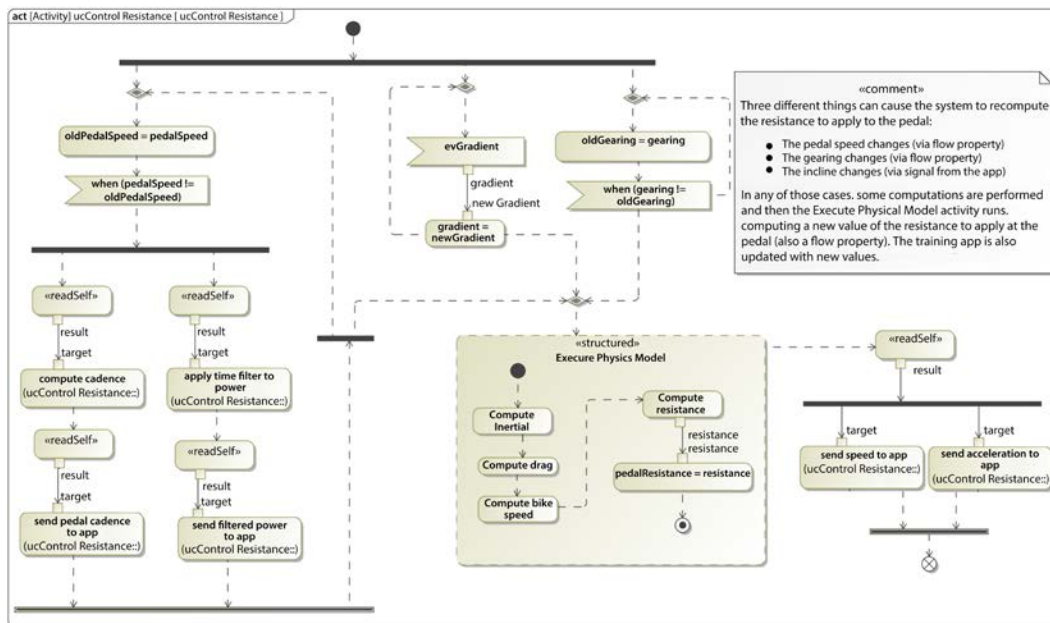 act [Activity] ucControl Resistance [ ucControl Resistance ]
oldPedalSpeed = pedalSpeed
when (pedalSpeed !=
oldPedalSpeed)
evGradient
gradient
new Gradient
gradient =
newGradient
oldGearing = gearing
when (gearing !=
oldGearing)
«comment»
Three different things can cause the system to recompute
the resistance to apply to the pedal:
● The pedal speed changes (via flow property)
● The gearing changes (via flow property)
● The incline changes (via signal from the app)
In any of those cases. some computations are performed
and then the Execute Physical Model activity runs.
computing a new value of the resistance to apply at the
pedal (also a flow property). The training app is also
updated with new values.
«readSelf»
result
target
compute cadence
(ucControl Resistance::)
«readSelf»
result
target
send pedal cadence
to app
(ucControl Resistance::)
«readSelf»
result
target
apply time filter to
power
(ucControl Resistance::)
«readSelf»
result
target
send filtered power
to app
(ucControl Resistance::)
«structured»
Execure Physics Model
Compute
Inertial
Compute drag
Compute bike
speed
Compute
resistance
resistance
resistance
pedalResistance = resistance
«readSelf»
result
target
send speed to app
(ucControl Resistance::)
target
send acceleration to
app
(ucControl Resistance::)